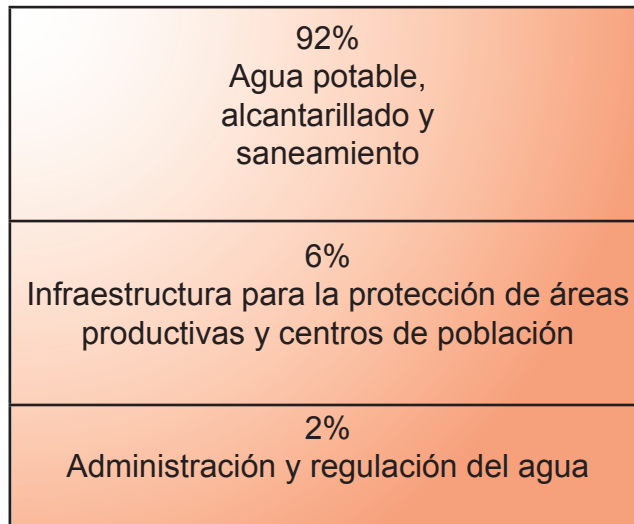 92%
Agua potable,
alcantarillado y
saneamiento
6%
Infraestructura para la protección de áreas
productivas y centros de población
2%
Administración y regulación del agua